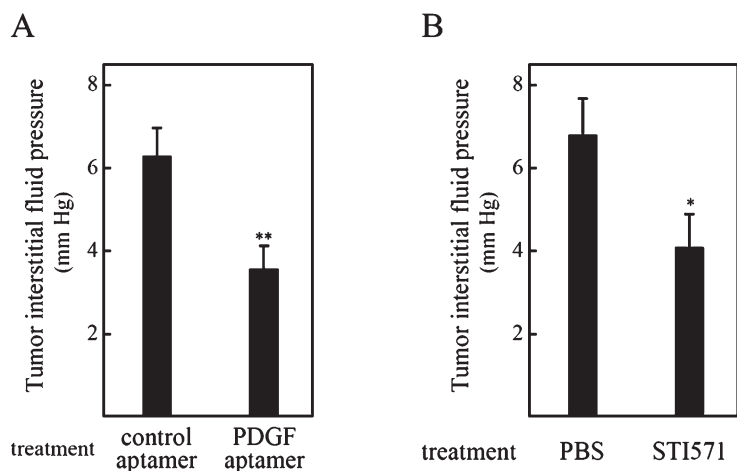 A
Tumor interstitial fluid pressure
(mm Hg)
8
6
4
2
**
treatment
control
aptamer
PDGF
aptamer
B
Tumor interstitial fluid pressure
(mm Hg)
8
6
4
2
*
treatment
PBS
STI571